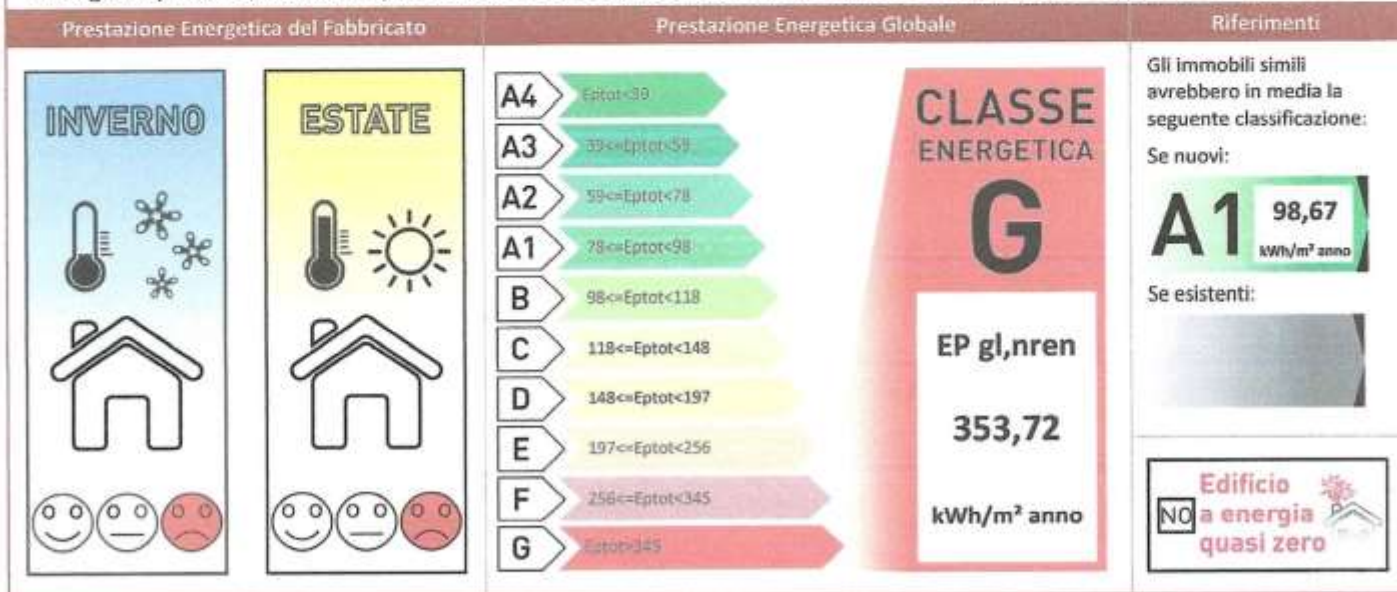 Prestazione Energetica del Fabbricato
Prestazione Energetica Globale
Riferimenti
INVERNO
ESTATE
A4
Eptot<39
A3
39<=Eptot<59
A2
59<=Eptot<78
A1
78<=Eptot<98
B
98<=Eptot<118
C
118<=Eptot<148
D
148<=Eptot<197
E
197<=Eptot<256
F
256<=Eptot<345
G
Eptot>345
CLASSE
ENERGETICA
G
EP gl,nren
353,72
kWh/m² anno
Gli immobili simili
avrebbero in media la
seguente classificazione:
Se nuovi:
A1
98,67
kWh/m² anno
Se esistenti:
NO
Edificio
a energia
quasi zero